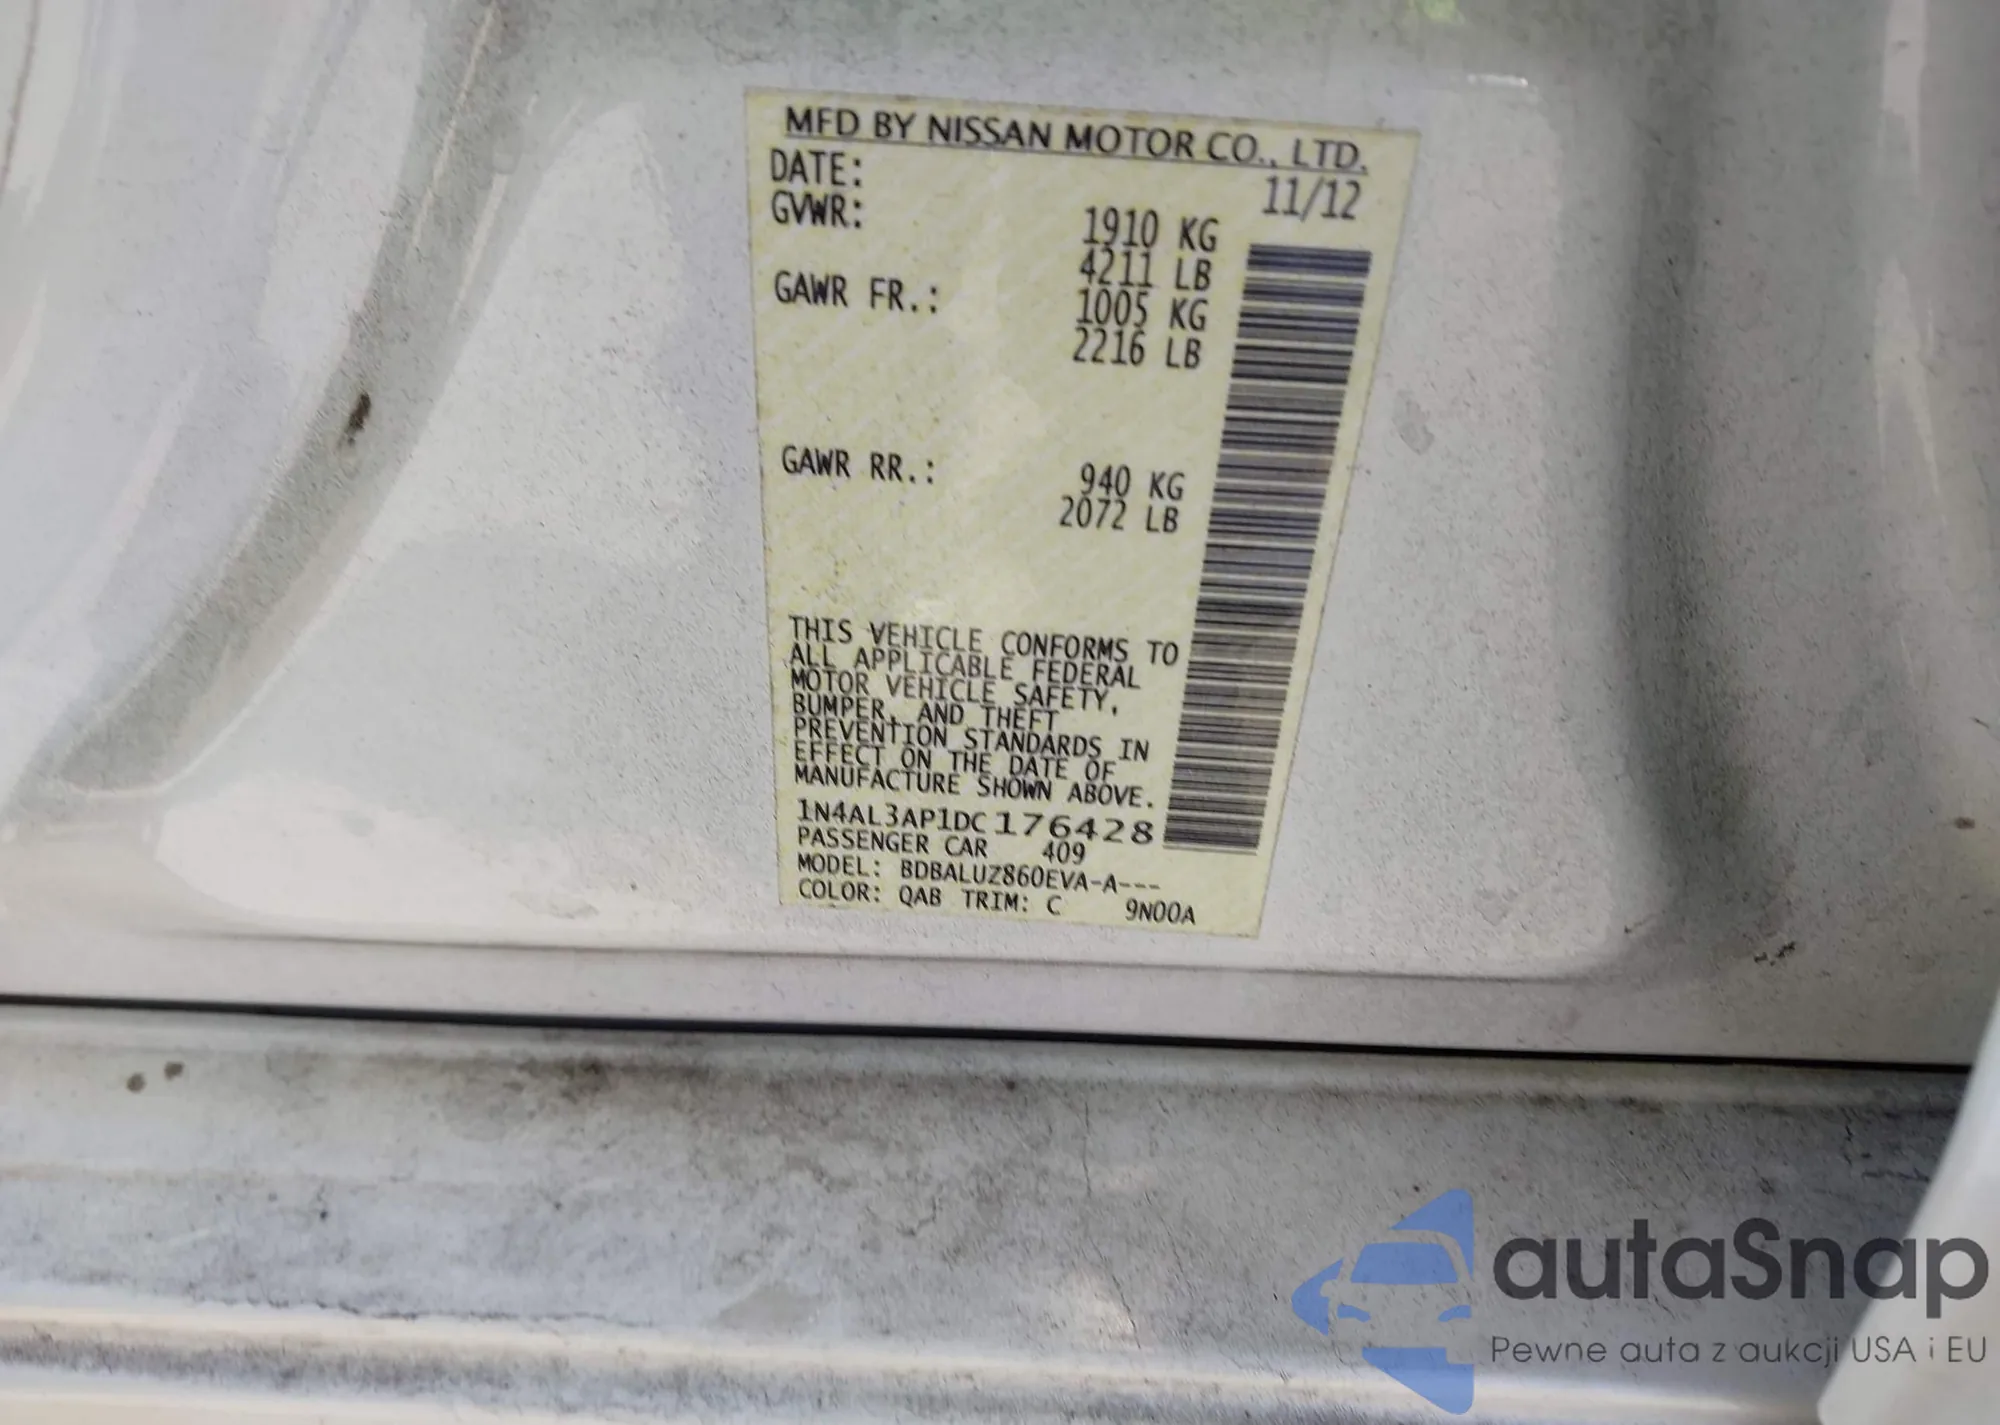 MFD BY NISSAN MOTOR CO., LTD.
DATE: 11/12
GVWR: 1910 KG
4211 LB
GAWR FR.: 1005 KG
2216 LB
GAWR RR.: 940 KG
2072 LB
THIS VEHICLE CONFORMS TO
ALL APPLICABLE FEDERAL
MOTOR VEHICLE SAFETY,
BUMPER, AND THEFT
PREVENTION STANDARDS IN
EFFECT ON THE DATE OF
MANUFACTURE SHOWN ABOVE.
1N4AL3AP1DC176428
PASSENGER CAR 409
MODEL: BDBALUZ860EVA-A---
COLOR: QAB TRIM: C 9N00A
autaSnap
Pewne auta z aukcji USA i EU